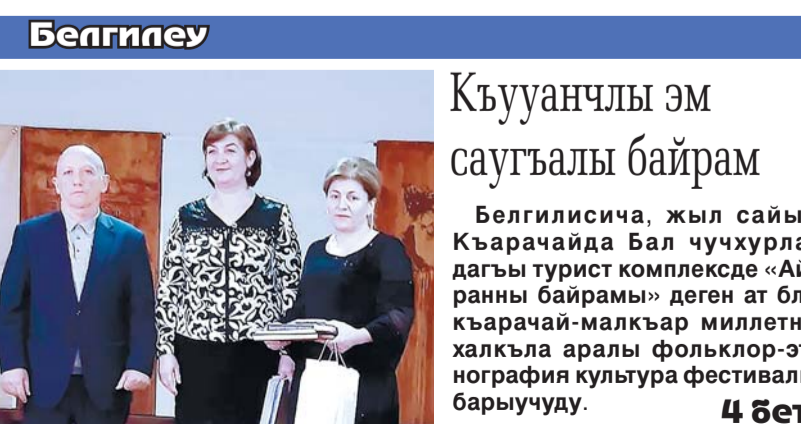 Белгилеу
Къууанчлы эм
саугъалы байрам
Белгилисича, жыл сайы
Къарачайда Бал чучхурла
дагъы турист комплексде «Ай
ранны байрамы» деген ат бл
къарачай-малкъар миллетн
халкъла аралы фольклор-эт
нография культура фестивал
барыучуду.
4 бет